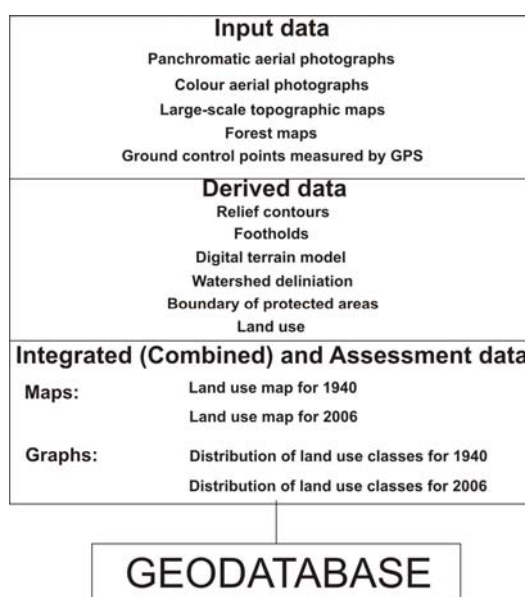 Input data
Panchromatic aerial photographs
Colour aerial photographs
Large-scale topographic maps
Forest maps
Ground control points measured by GPS
Derived data
Relief contours
Footholds
Digital terrain model
Watershed deliniation
Boundary of protected areas
Land use
Integrated (Combined) and Assessment data
Maps: Land use map for 1940
Land use map for 2006
Graphs: Distribution of land use classes for 1940
Distribution of land use classes for 2006
GEODATABASE